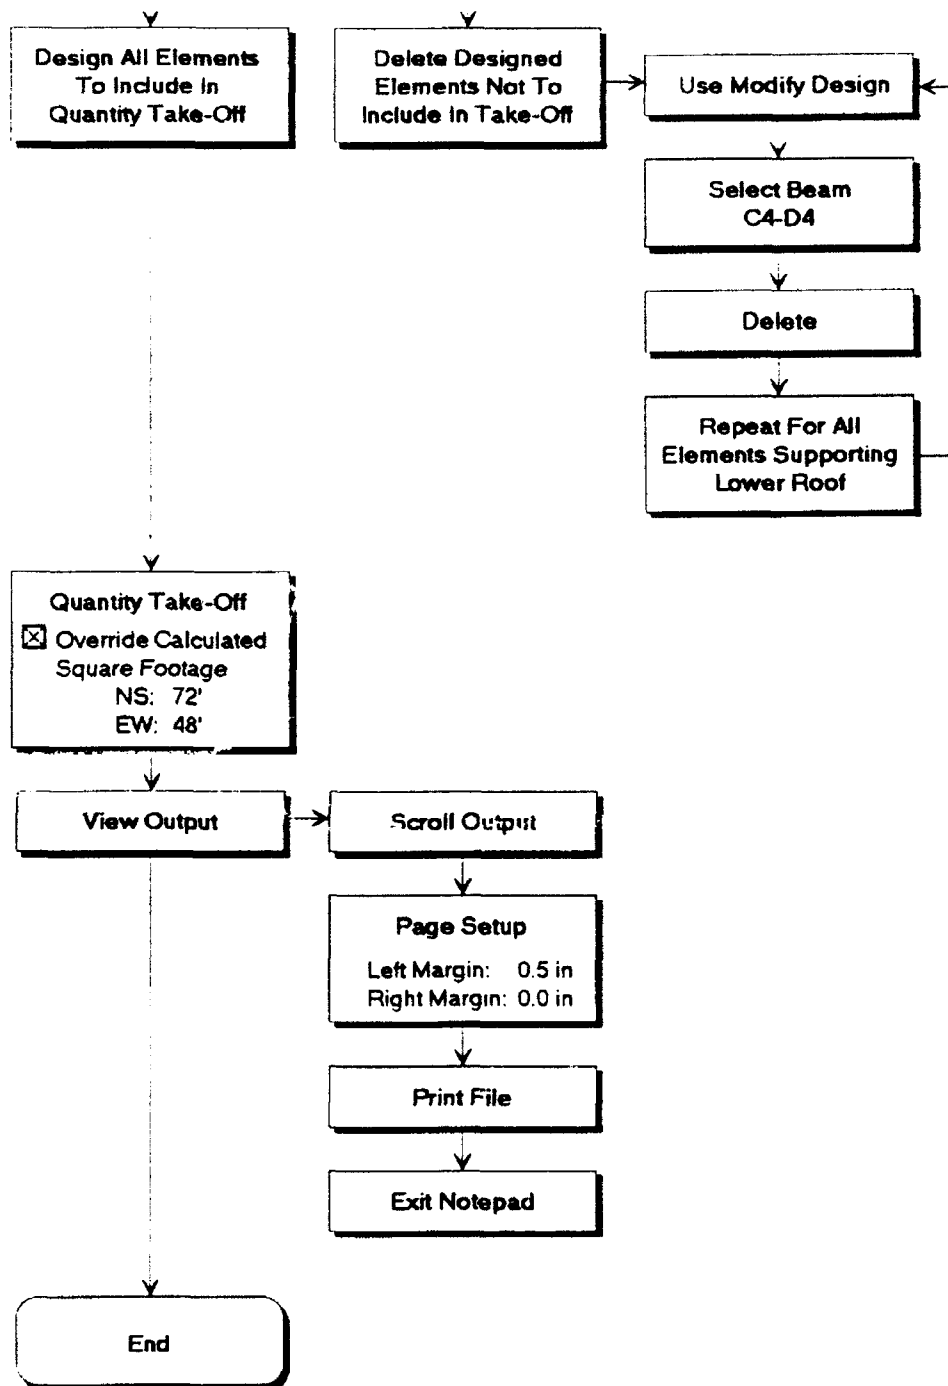 Design All Elements
To Include In
Quantity Take-Off
Delete Designed
Elements Not To
Include In Take-Off
Use Modify Design
Select Beam
C4-D4
Delete
Repeat For All
Elements Supporting
Lower Roof
Quantity Take-Off
Override Calculated
Square Footage
NS: 72'
EW: 48'
View Output
Scroll Output
Page Setup
Left Margin: 0.5 in
Right Margin: 0.0 in
Print File
Exit Notepad
End